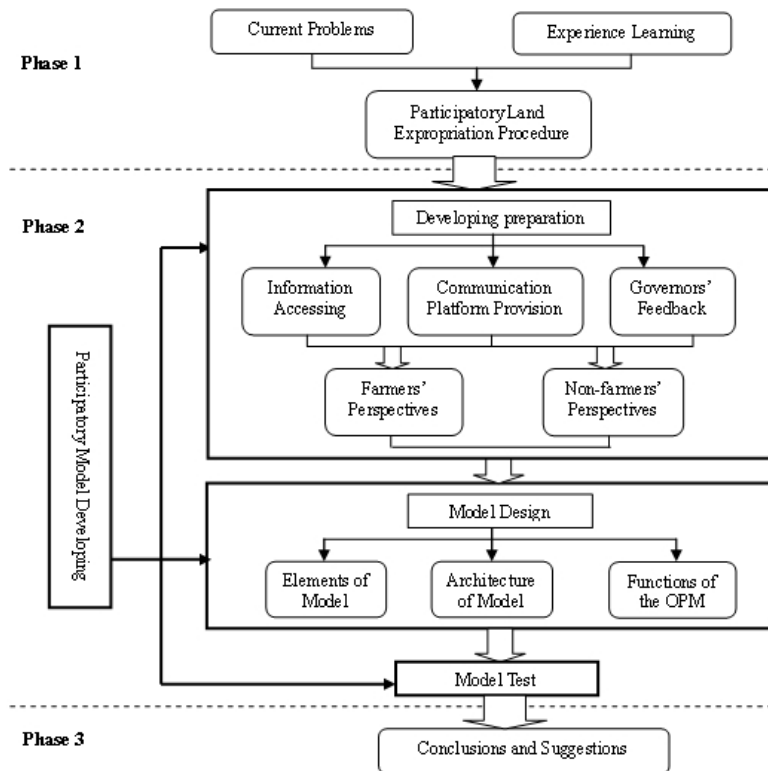 Current Problems
Experience Learning
Phase 1
Participatory Land
Expropriation Procedure
Phase 2
Developing preparation
Information
Accessing
Communication
Platform Provision
Governors’
Feedback
Farmers’
Perspectives
Non-farmers’
Perspectives
Participatory Model Developing
Model Design
Elements of
Model
Architecture
of Model
Functions of
the OPM
Model Test
Phase 3
Conclusions and Suggestions